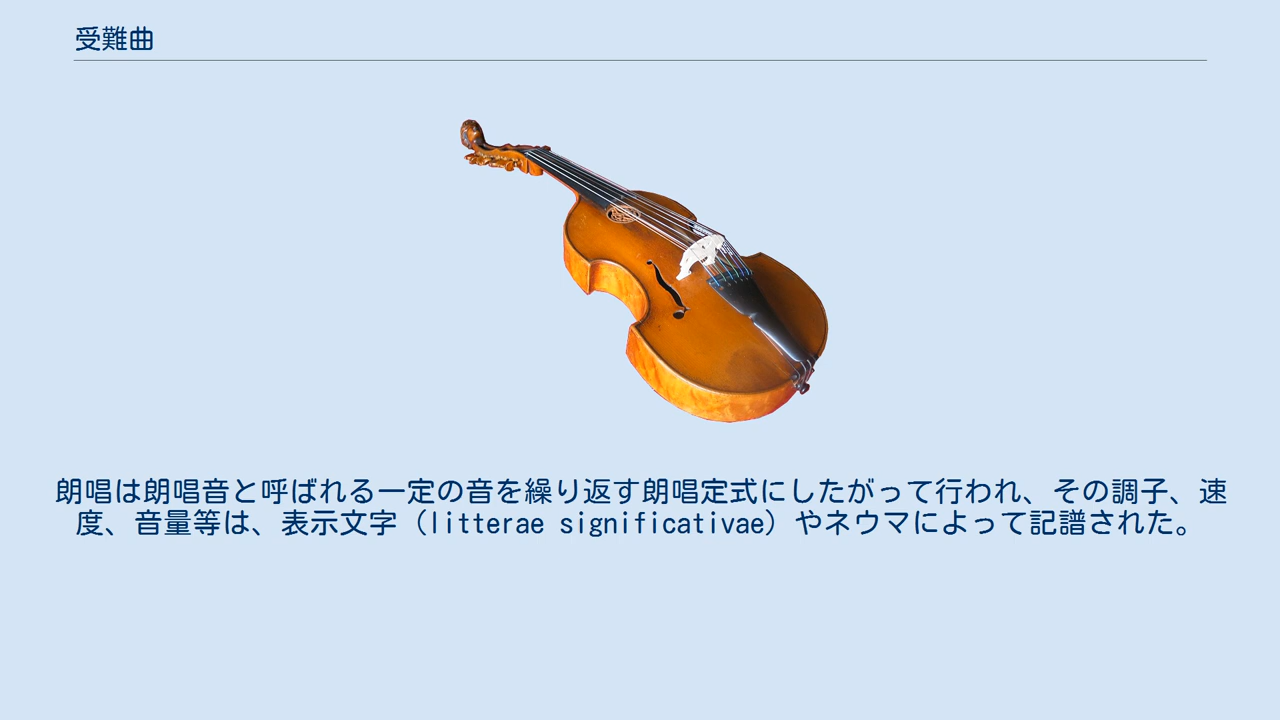 受難曲
朗唱は朗唱音と呼ばれる一定の音を繰り返す朗唱定式にしたがって行われ、その調子、速
度、音量等は、表示文字（litterae significativae）やネウマによって記譜された。